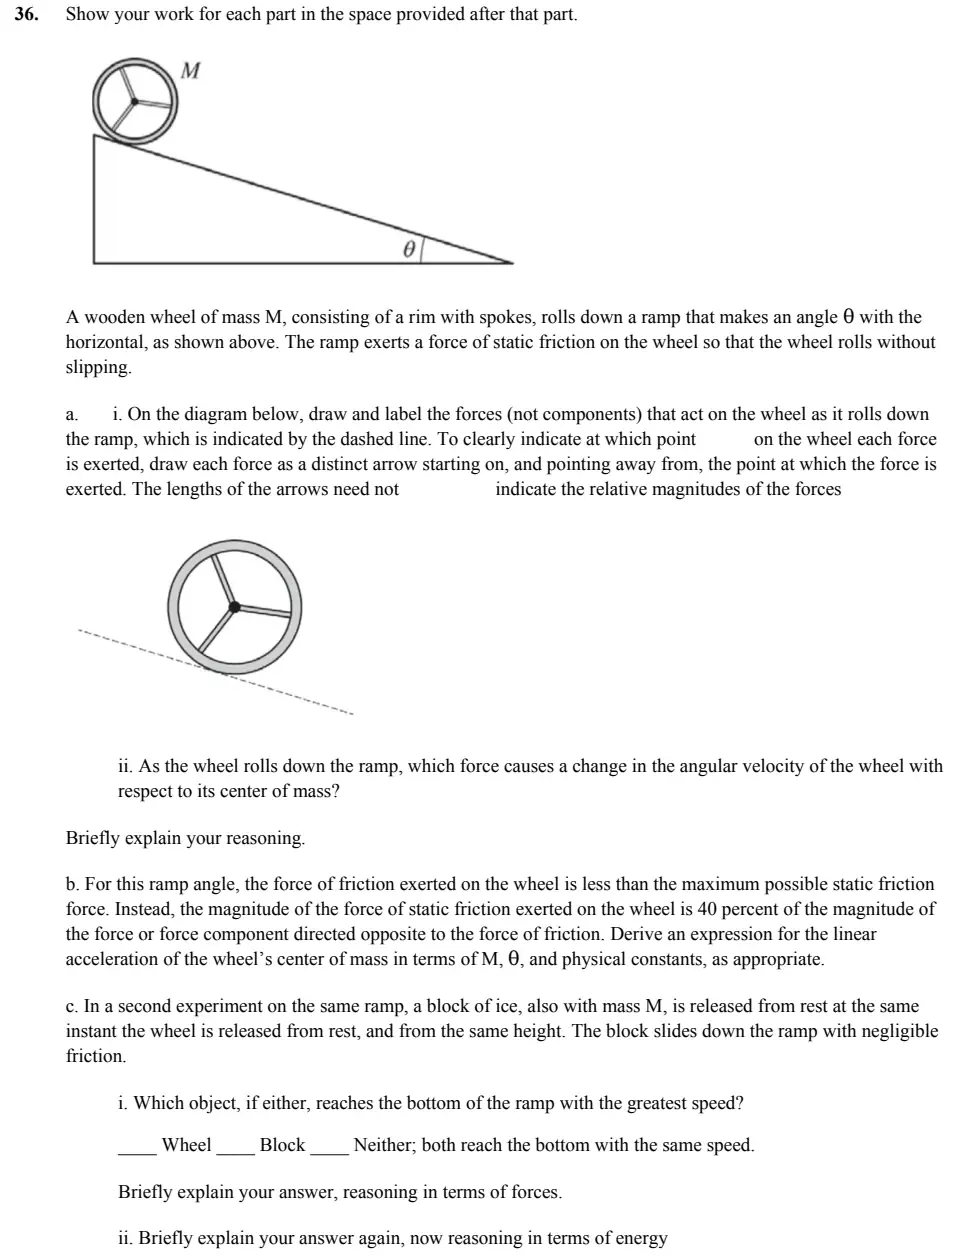 36. Show your work for each part in the space provided after that part.
M
θ
A wooden wheel of mass M, consisting of a rim with spokes, rolls down a ramp that makes an angle θ with the
horizontal, as shown above. The ramp exerts a force of static friction on the wheel so that the wheel rolls without
slipping.
a. i. On the diagram below, draw and label the forces (not components) that act on the wheel as it rolls down
the ramp, which is indicated by the dashed line. To clearly indicate at which point on the wheel each force
is exerted, draw each force as a distinct arrow starting on, and pointing away from, the point at which the force is
exerted. The lengths of the arrows need not indicate the relative magnitudes of the forces
ii. As the wheel rolls down the ramp, which force causes a change in the angular velocity of the wheel with
respect to its center of mass?
Briefly explain your reasoning.
b. For this ramp angle, the force of friction exerted on the wheel is less than the maximum possible static friction
force. Instead, the magnitude of the force of static friction exerted on the wheel is 40 percent of the magnitude of
the force or force component directed opposite to the force of friction. Derive an expression for the linear
acceleration of the wheel’s center of mass in terms of M, θ, and physical constants, as appropriate.
c. In a second experiment on the same ramp, a block of ice, also with mass M, is released from rest at the same
instant the wheel is released from rest, and from the same height. The block slides down the ramp with negligible
friction.
i. Which object, if either, reaches the bottom of the ramp with the greatest speed?
____ Wheel ____ Block ____ Neither; both reach the bottom with the same speed.
Briefly explain your answer, reasoning in terms of forces.
ii. Briefly explain your answer again, now reasoning in terms of energy